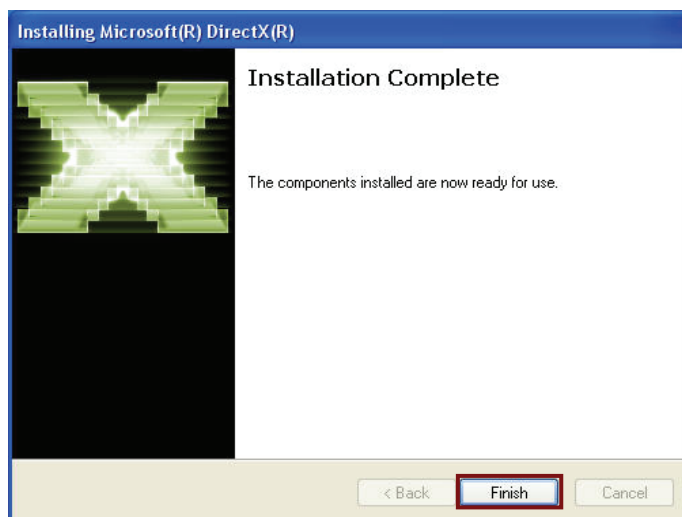 Installing Microsoft(R) DirectX(R)
Installation Complete
The components installed are now ready for use.
< Back Finish Cancel